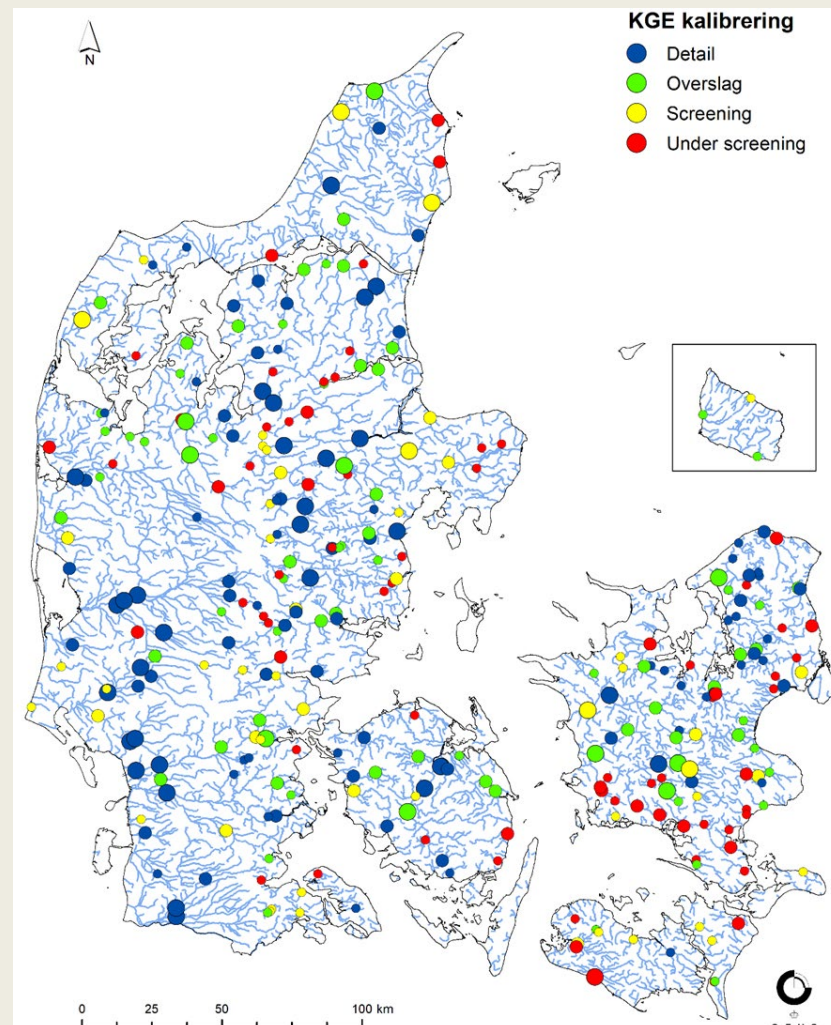 KGE kalibrering
Detail
Overslag
Screening
Under screening
N
0 25 50 100 km